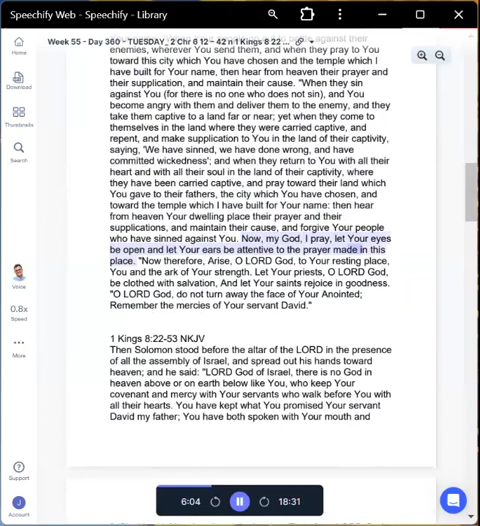 Speechify Web - Speechify - Library
Week 55 - Day 360 - TUESDAY_ 2 Chr 6 12 - 42 n 1 Kings 8 22 ...
Home
Download
Thumbnails
Search
Voice
0.8x
Speed
More
Support
J
Account
enemies, wherever You send them, and when they pray to You
toward this city which You have chosen and the temple which I
have built for Your name, then hear from heaven their prayer and
their supplication, and maintain their cause. "When they sin
against You (for there is no one who does not sin), and You
become angry with them and deliver them to the enemy, and they
take them captive to a land far or near; yet when they come to
themselves in the land where they were carried captive, and
repent, and make supplication to You in the land of their captivity,
saying, 'We have sinned, we have done wrong, and have
committed wickedness'; and when they return to You with all their
heart and with all their soul in the land of their captivity, where
they have been carried captive, and pray toward their land which
You gave to their fathers, the city which You have chosen, and
toward the temple which I have built for Your name: then hear
from heaven Your dwelling place their prayer and their
supplications, and maintain their cause, and forgive Your people
who have sinned against You. Now, my God, I pray, let Your eyes
be open and let Your ears be attentive to the prayer made in this
place. "Now therefore, Arise, O LORD God, to Your resting place,
You and the ark of Your strength. Let Your priests, O LORD God,
be clothed with salvation, And let Your saints rejoice in goodness.
"O LORD God, do not turn away the face of Your Anointed;
Remember the mercies of Your servant David."
1 Kings 8:22-53 NKJV
Then Solomon stood before the altar of the LORD in the presence
of all the assembly of Israel, and spread out his hands toward
heaven; and he said: "LORD God of Israel, there is no God in
heaven above or on earth below like You, who keep Your
covenant and mercy with Your servants who walk before You with
all their hearts. You have kept what You promised Your servant
David my father; You have both spoken with Your mouth and
6:04
18:31